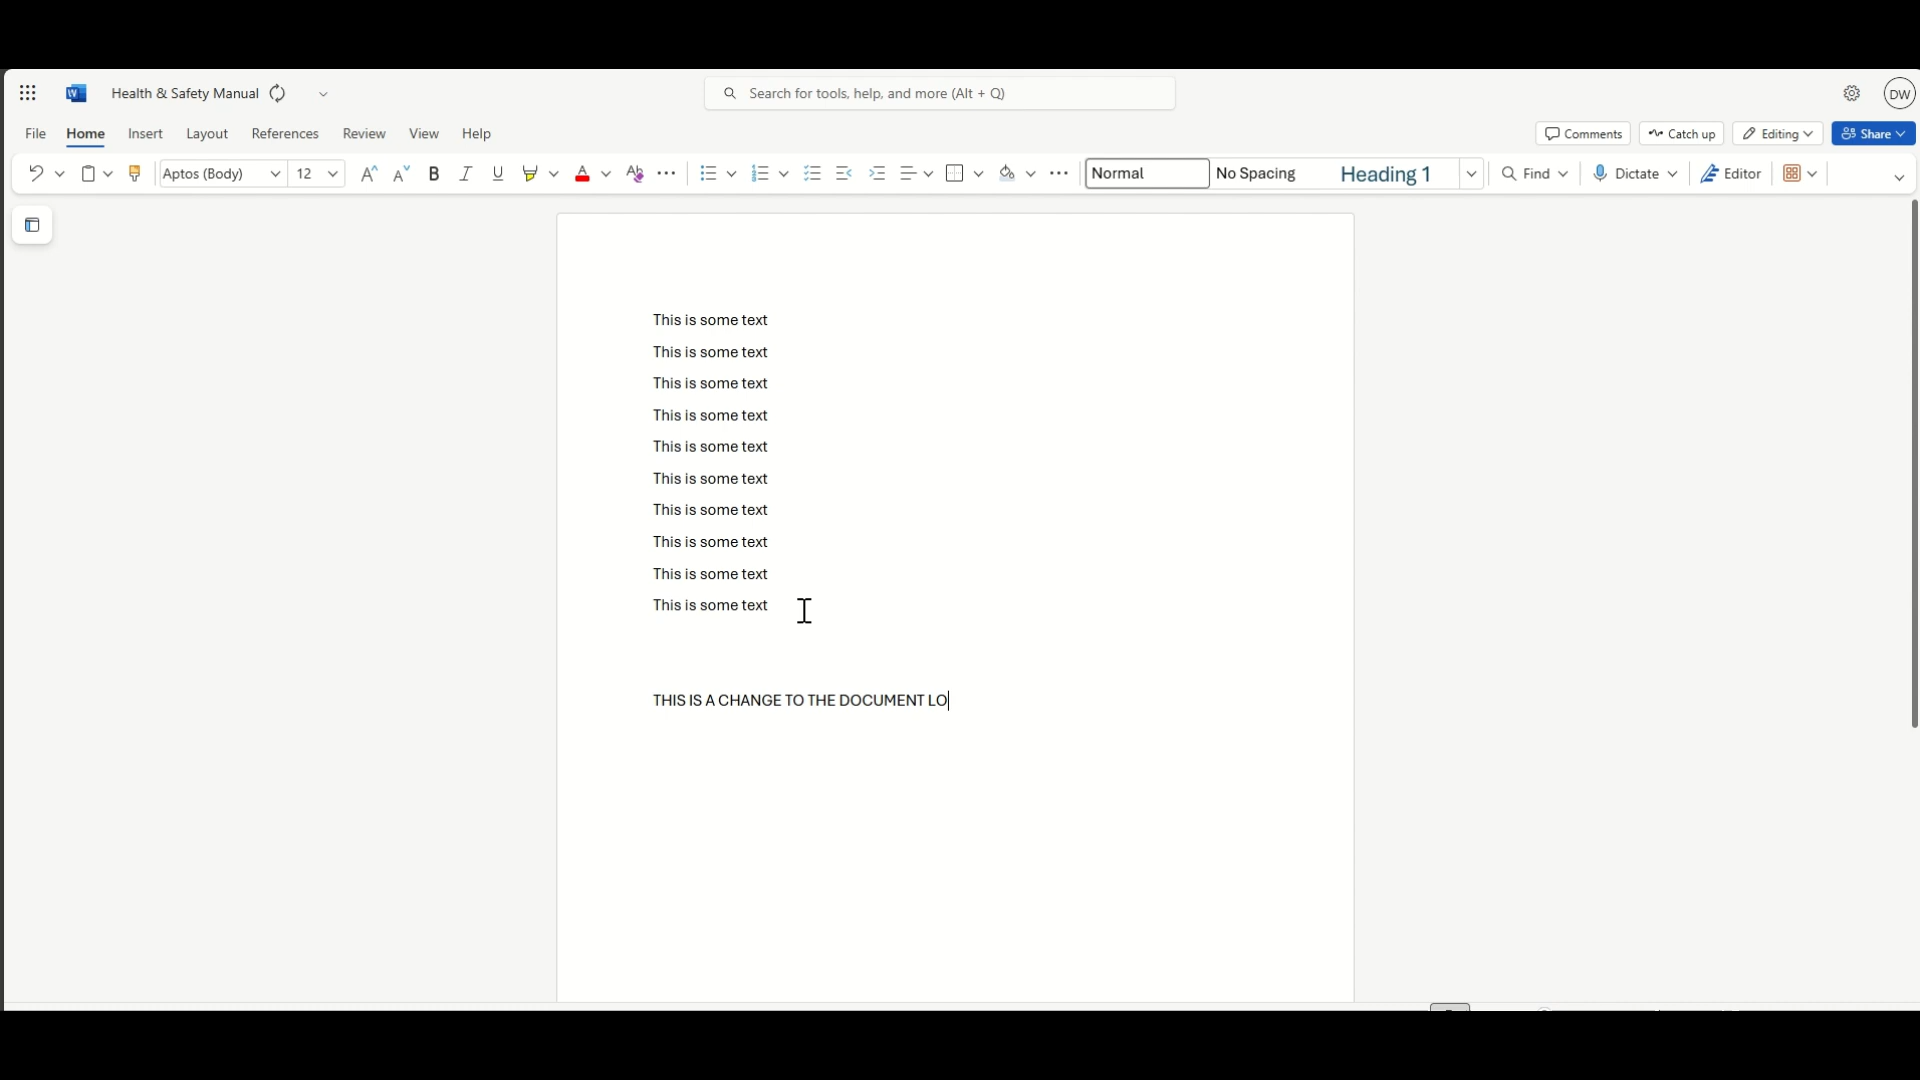 Health & Safety Manual
Search for tools, help, and more (Alt + Q)
DW
File Home Insert Layout References Review View Help
Comments Catch up Editing Share
Aptos (Body) 12 Normal No Spacing Heading 1 Find Dictate Editor
This is some text
This is some text
This is some text
This is some text
This is some text
This is some text
This is some text
This is some text
This is some text
This is some text
THIS IS A CHANGE TO THE DOCUMENT LO